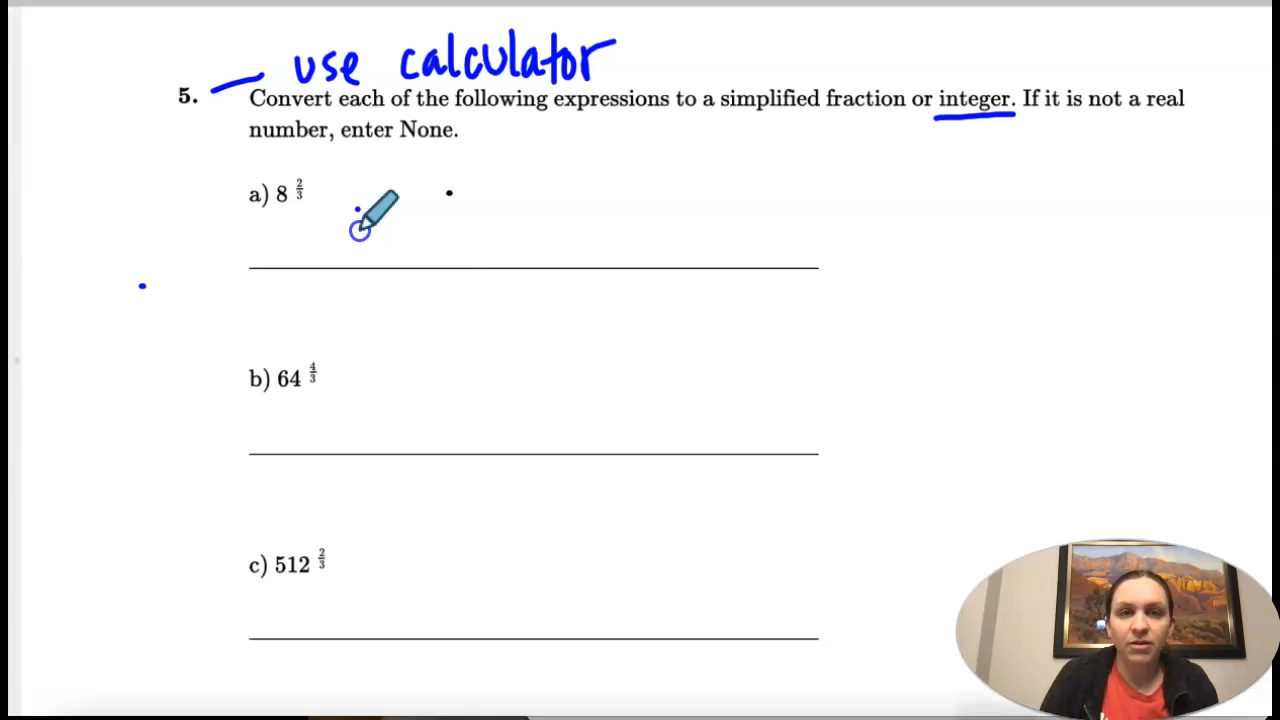 use calculator
5. Convert each of the following expressions to a simplified fraction or integer. If it is not a real
number, enter None.
a) 8 2/3
b) 64 4/3
c) 512 2/3